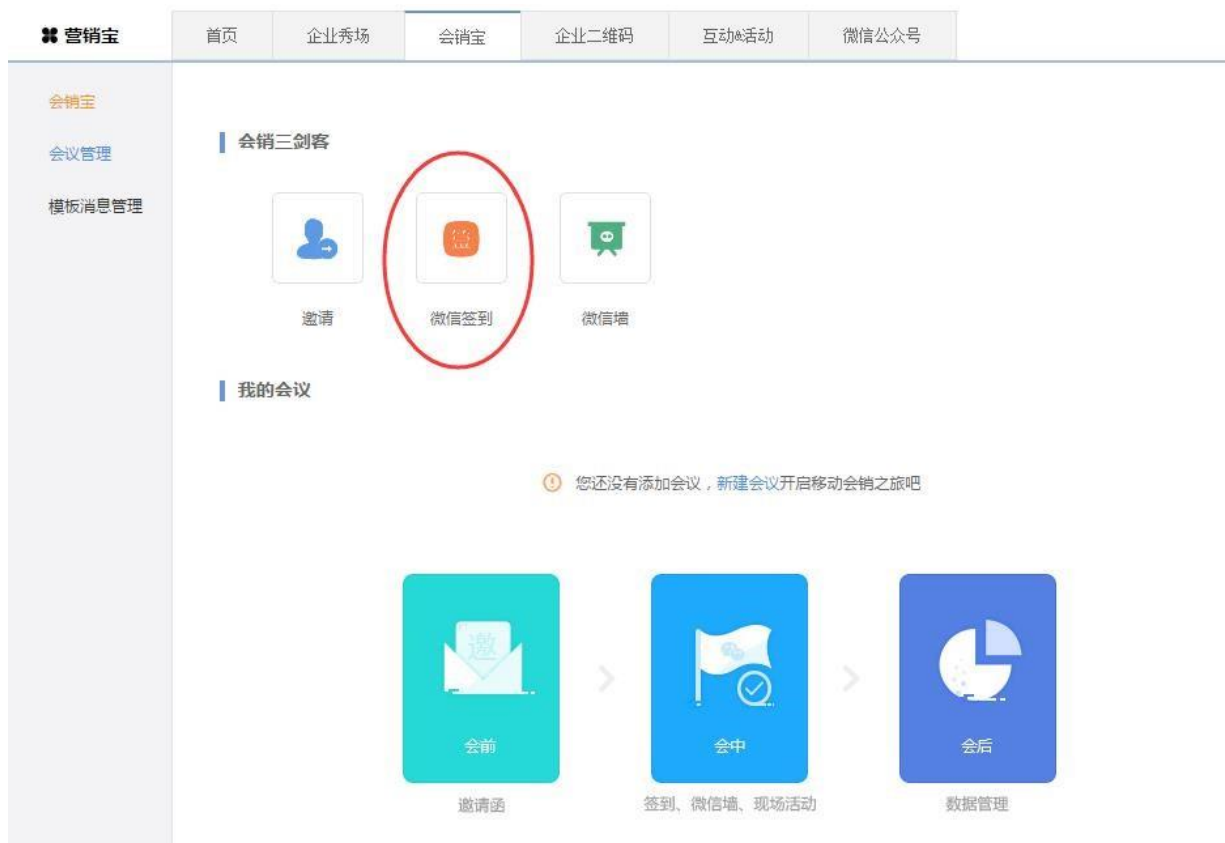 营销宝
首页
企业秀场
会销宝
企业二维码
互动&活动
微信公众号
会销宝
会议管理
模板消息管理
会销三剑客
邀请
微信签到
微信墙
我的会议
您还没有添加会议，新建会议开启移动会销之旅吧
邀
会前
会中
会后
邀请函
签到、微信墙、现场活动
数据管理